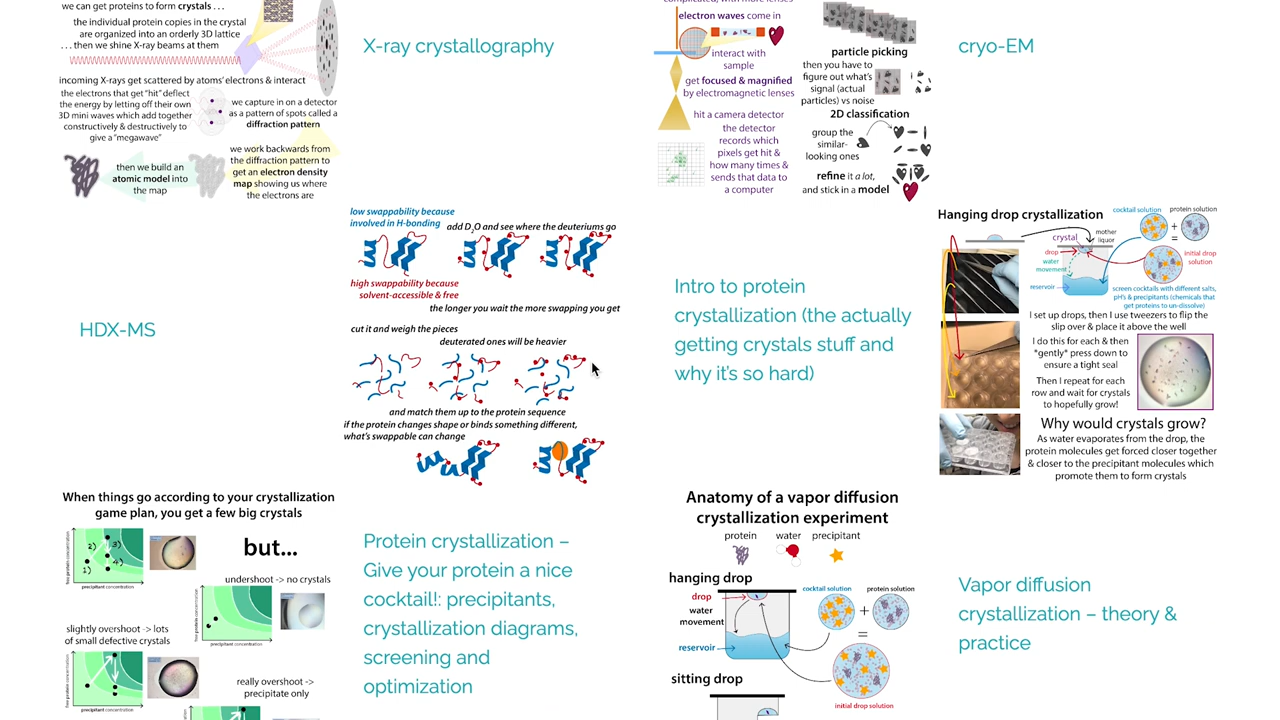 we can get proteins to form crystals . . .
the individual protein copies in the crystal
are organized into an orderly 3D lattice
. . . then we shine X-ray beams at them
incoming X-rays get scattered by atoms' electrons & interact
the electrons that get "hit" deflect
the energy by letting off their own
3D mini waves which add together
constructively & destructively to
give a "megawave"
we capture in on a detector
as a pattern of spots called a
diffraction pattern
we work backwards from
the diffraction pattern to
get an electron density
map showing us where
the electrons are
then we build an
atomic model into
the map
X-ray crystallography
electron waves come in
interact with
sample
get focused & magnified
by electromagnetic lenses
hit a camera detector
the detector
records which
pixels get hit &
how many times &
sends that data to
a computer
particle picking
then you have to
figure out what's
signal (actual
particles) vs noise
2D classification
group the
similar-
looking ones
refine it a lot,
and stick in a model
cryo-EM
HDX-MS
low swappability because
involved in H-bonding
add D2O and see where the deuteriums go
high swappability because
solvent-accessible & free
the longer you wait the more swapping you get
cut it and weigh the pieces
deuterated ones will be heavier
and match them up to the protein sequence
if the protein changes shape or binds something different,
what's swappable can change
Intro to protein
crystallization (the actually
getting crystals stuff and
why it's so hard)
Hanging drop crystallization
cocktail solution
protein solution
+
=
crystal
mother
liquor
drop
water
movement
reservoir
initial drop
solution
screen cocktails with different salts,
pH's & precipitants (chemicals that
get proteins to un-dissolve)
I set up drops, then I use tweezers to flip the
slip over & place it above the well
I do this for each & then
*gently* press down to
ensure a tight seal
Then I repeat for each
row and wait for crystals
to hopefully grow!
Why would crystals grow?
As water evaporates from the drop, the
protein molecules get forced closer together
& closer to the precipitant molecules which
promote them to form crystals
When things go according to your crystallization
game plan, you get a few big crystals
free protein concentration
1)
2)
3)
4)
precipitant concentration
but...
undershoot -> no crystals
free protein concentration
precipitant concentration
slightly overshoot -> lots
of small defective crystals
free protein concentration
precipitant concentration
really overshoot ->
precipitate only
Protein crystallization –
Give your protein a nice
cocktail!: precipitants,
crystallization diagrams,
screening and
optimization
Anatomy of a vapor diffusion
crystallization experiment
protein
water
precipitant
hanging drop
drop
water
movement
reservoir
cocktail solution
protein solution
+
=
initial drop solution
sitting drop
Vapor diffusion
crystallization – theory &
practice